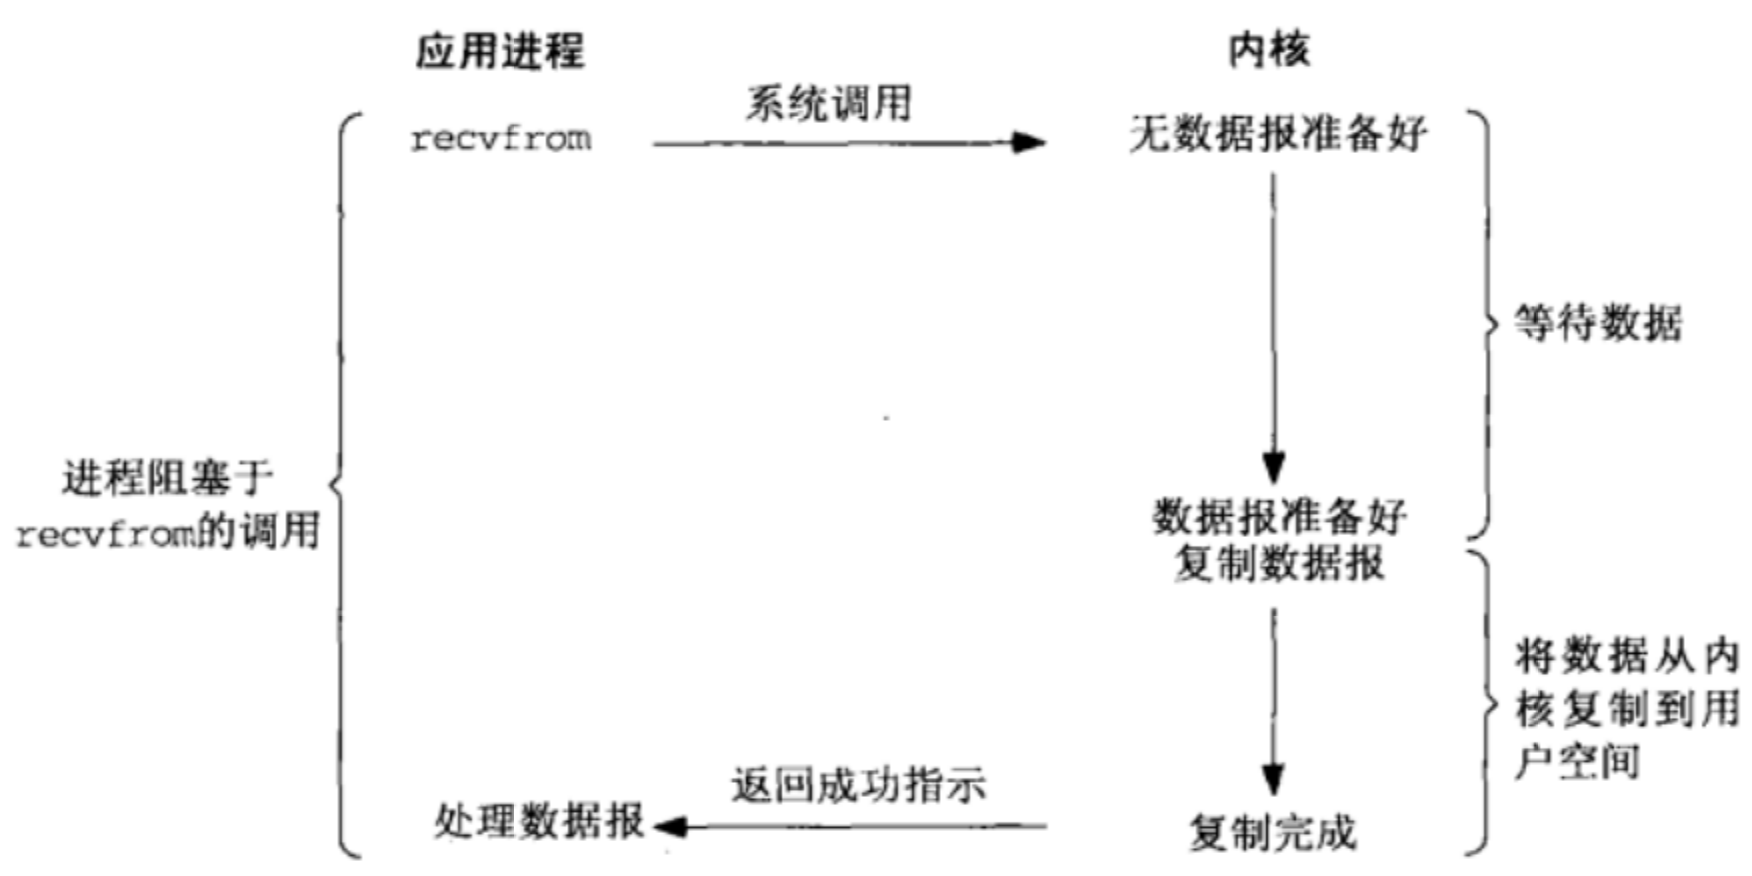 应用进程
内核
系统调用
recvfrom
无数据报准备好
等待数据
进程阻塞于
recvfrom的调用
数据报准备好
复制数据报
将数据从内
核复制到用
户空间
返回成功指示
处理数据报
复制完成